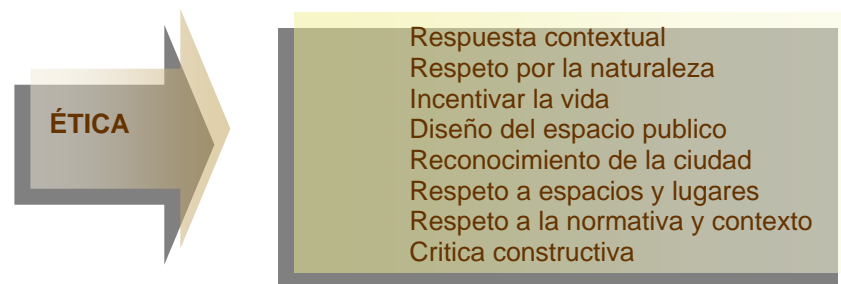 ÉTICA
Respuesta contextual
Respeto por la naturaleza
Incentivar la vida
Diseño del espacio publico
Reconocimiento de la ciudad
Respeto a espacios y lugares
Respeto a la normativa y contexto
Critica constructiva